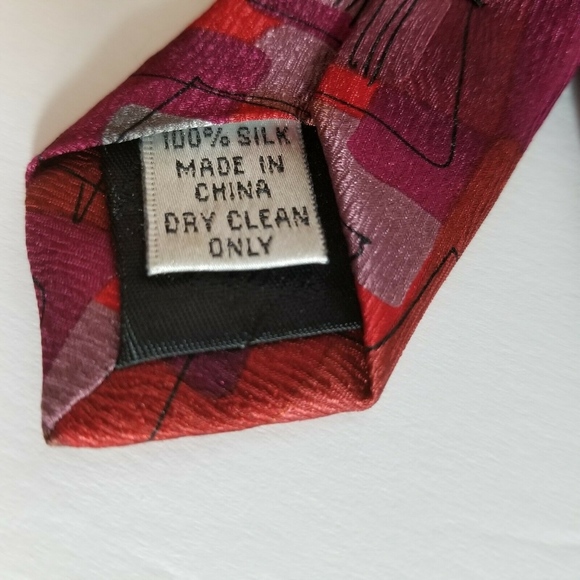 100% SILK
MADE IN
CHINA
DRY CLEAN
ONLY